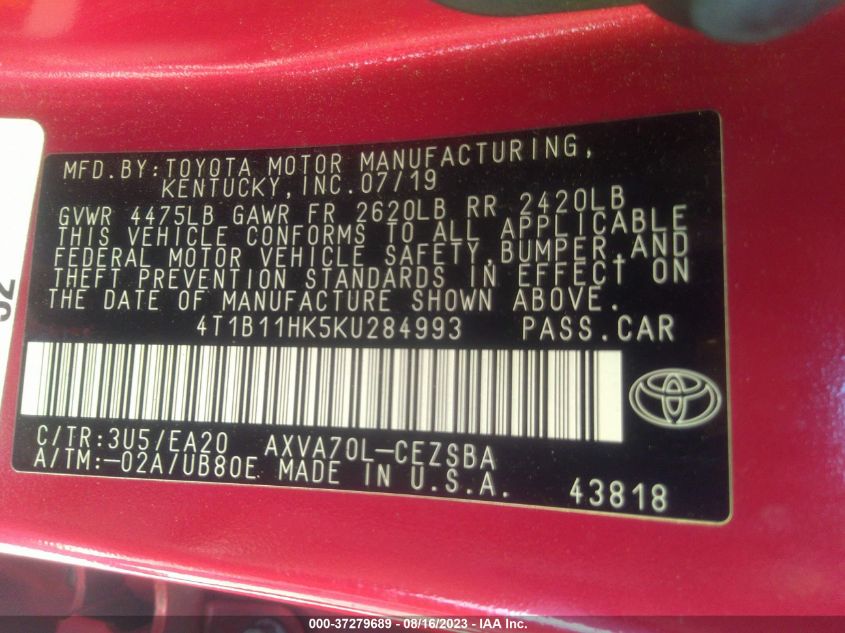 MFD.BY:TOYOTA MOTOR MANUFACTURING,
KENTUCKY, INC.07/19
GVWR 4475LB GAWR FR 2620LB RR 2420LB
THIS VEHICLE CONFORMS TO ALL APPLICABLE
FEDERAL MOTOR VEHICLE SAFETY,BUMPER,AND
THEFT PREVENTION STANDARDS IN EFFECT ON
THE DATE OF MANUFACTURE SHOWN ABOVE.
4T1B11HK5KU284993 PASS.CAR
C/TR:3U5/EA20 AXVA70L-CEZSBA
A/TM:-02A/UB80E MADE IN U.S.A. 43818
000-37279689 - 08/16/2023 - IAA Inc.